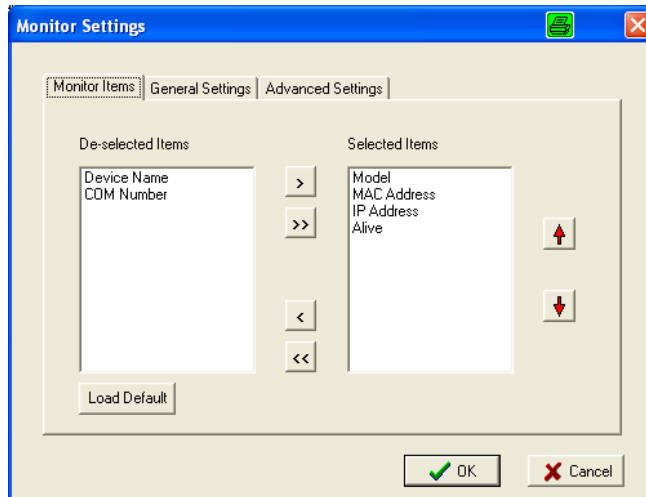 Monitor Settings
Monitor Items General Settings Advanced Settings
De-selected Items Selected Items
Device Name
COM Number
>
>>
<
<<
Model
MAC Address
IP Address
Alive
Load Default
OK Cancel